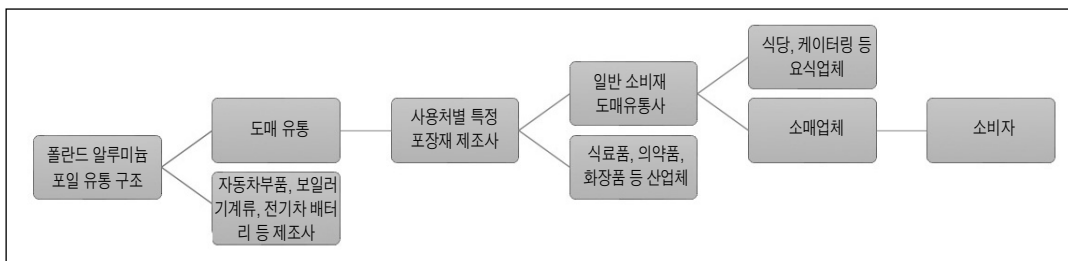 폴란드 알루미늄
포일 유통 구조
도매 유통
자동차부품, 보일러
기계류, 전기차 배터
리 등 제조사
사용처별 특정
포장재 제조사
일반 소비재
도매유통사
식료품, 의약품,
화장품 등 산업체
식당, 케이터링 등
요식업체
소매업체
소비자